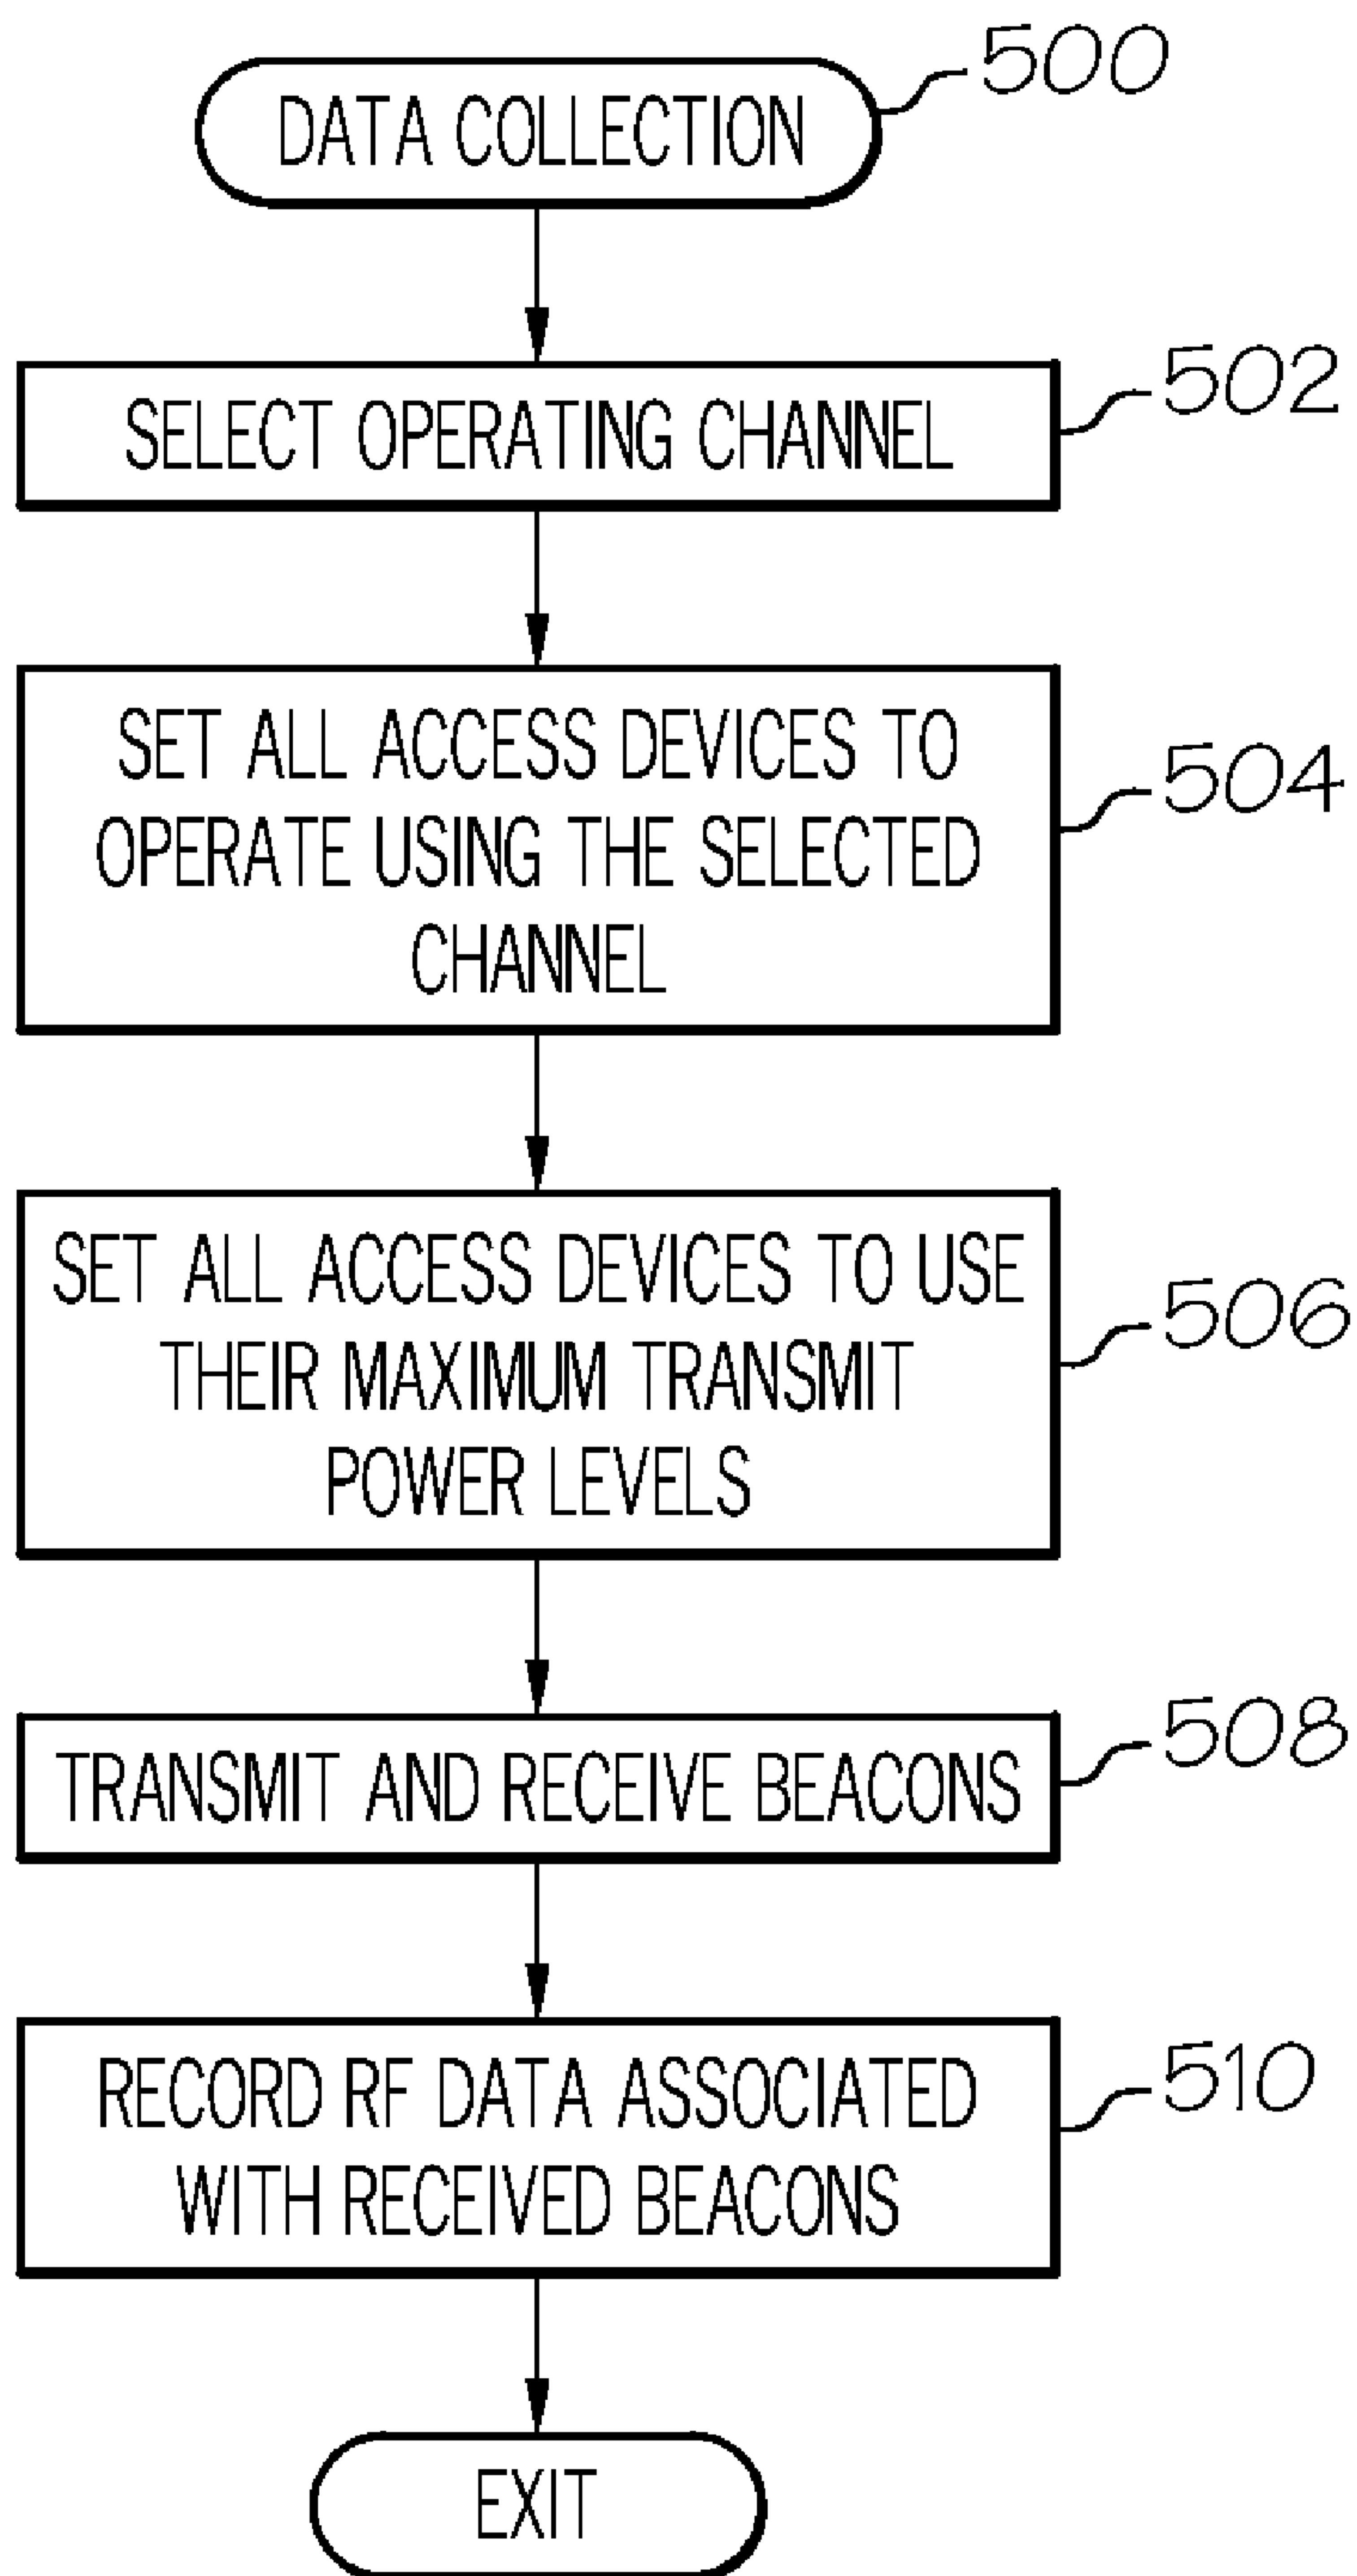 DATA COLLECTION
500
SELECT OPERATING CHANNEL
502
SET ALL ACCESS DEVICES TO
OPERATE USING THE SELECTED
CHANNEL
504
SET ALL ACCESS DEVICES TO USE
THEIR MAXIMUM TRANSMIT
POWER LEVELS
506
TRANSMIT AND RECEIVE BEACONS
508
RECORD RF DATA ASSOCIATED
WITH RECEIVED BEACONS
510
EXIT